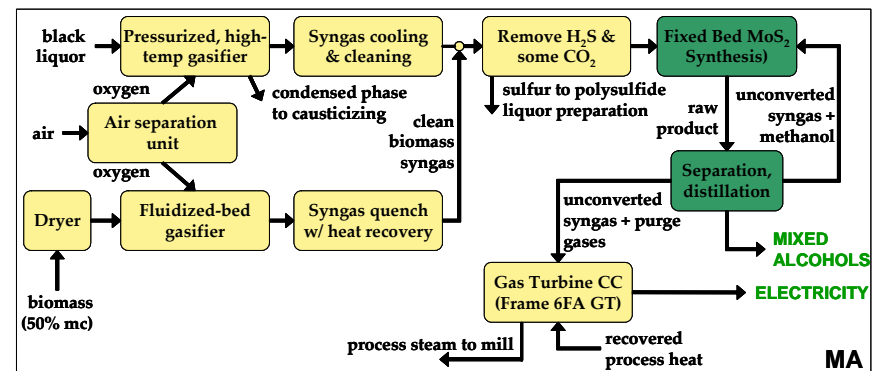 black
liquor
Pressurized, high-
temp gasifier
Syngas cooling
& cleaning
Remove H₂S &
some CO₂
Fixed Bed MoS₂
Synthesis)
oxygen
condensed phase
to causticizing
sulfur to polysulfide
liquor preparation
raw
product
unconverted
syngas +
methanol
air
Air separation
unit
clean
biomass
syngas
oxygen
Separation,
distillation
Dryer
Fluidized-bed
gasifier
Syngas quench
w/ heat recovery
unconverted
syngas + purge
gases
MIXED
ALCOHOLS
biomass
(50% mc)
Gas Turbine CC
(Frame 6FA GT)
ELECTRICITY
process steam to mill
recovered
process heat
MA